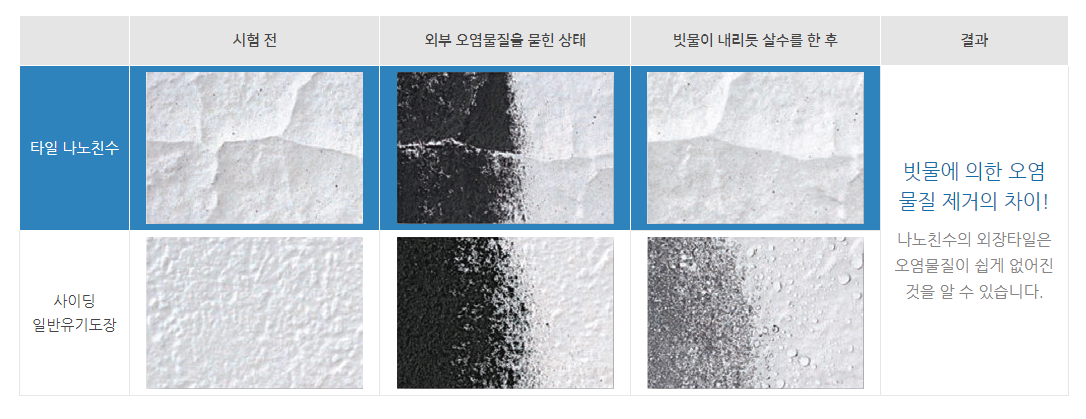 시험 전
외부 오염물질을 묻힌 상태
빗물이 내리듯 살수를 한 후
결과
타일 나노친수
빗물에 의한 오염
물질 제거의 차이!
나노친수의 외장타일은
오염물질이 쉽게 없어진
것을 알 수 있습니다.
사이딩
일반유기도장